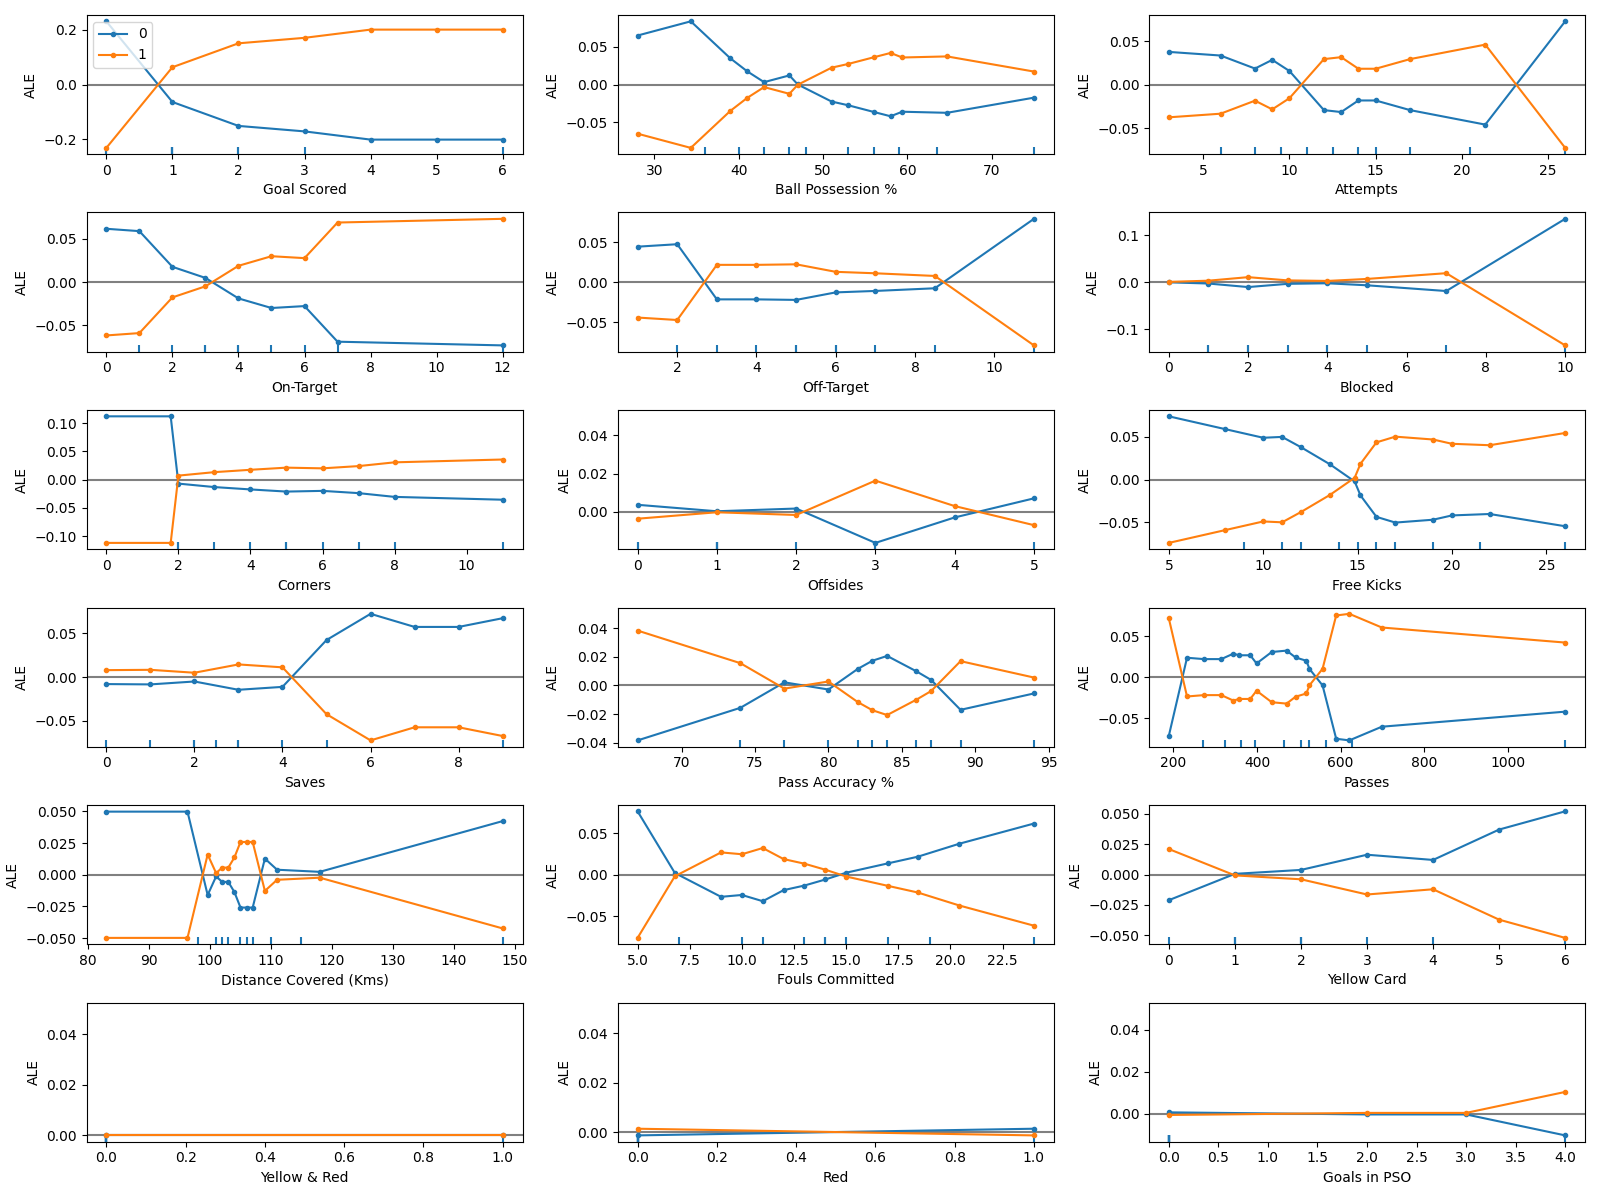 0.2
0.0
−0.2
ALE
0
1
0 1 2 3 4 5 6
Goal Scored
0.05
0.00
−0.05
ALE
30 40 50 60 70
Ball Possession %
0.05
0.00
−0.05
ALE
5 10 15 20 25
Attempts
0.05
0.00
−0.05
ALE
0 2 4 6 8 10 12
On-Target
0.05
0.00
−0.05
ALE
2 4 6 8 10
Off-Target
0.1
0.0
−0.1
ALE
0 2 4 6 8 10
Blocked
0.10
0.05
0.00
−0.05
−0.10
ALE
0 2 4 6 8 10
Corners
0.04
0.02
0.00
ALE
0 1 2 3 4 5
Offsides
0.05
0.00
−0.05
ALE
5 10 15 20 25
Free Kicks
0.05
0.00
−0.05
ALE
0 2 4 6 8
Saves
0.04
0.02
0.00
−0.02
−0.04
ALE
70 75 80 85 90 95
Pass Accuracy %
0.05
0.00
−0.05
ALE
200 400 600 800 1000
Passes
0.050
0.025
0.000
−0.025
−0.050
ALE
80 90 100 110 120 130 140 150
Distance Covered (Kms)
0.05
0.00
−0.05
ALE
5.0 7.5 10.0 12.5 15.0 17.5 20.0 22.5
Fouls Committed
0.050
0.025
0.000
−0.025
−0.050
ALE
0 1 2 3 4 5 6
Yellow Card
0.04
0.02
0.00
ALE
0.0 0.2 0.4 0.6 0.8 1.0
Yellow & Red
0.04
0.02
0.00
ALE
0.0 0.2 0.4 0.6 0.8 1.0
Red
0.04
0.02
0.00
ALE
0.0 0.5 1.0 1.5 2.0 2.5 3.0 3.5 4.0
Goals in PSO